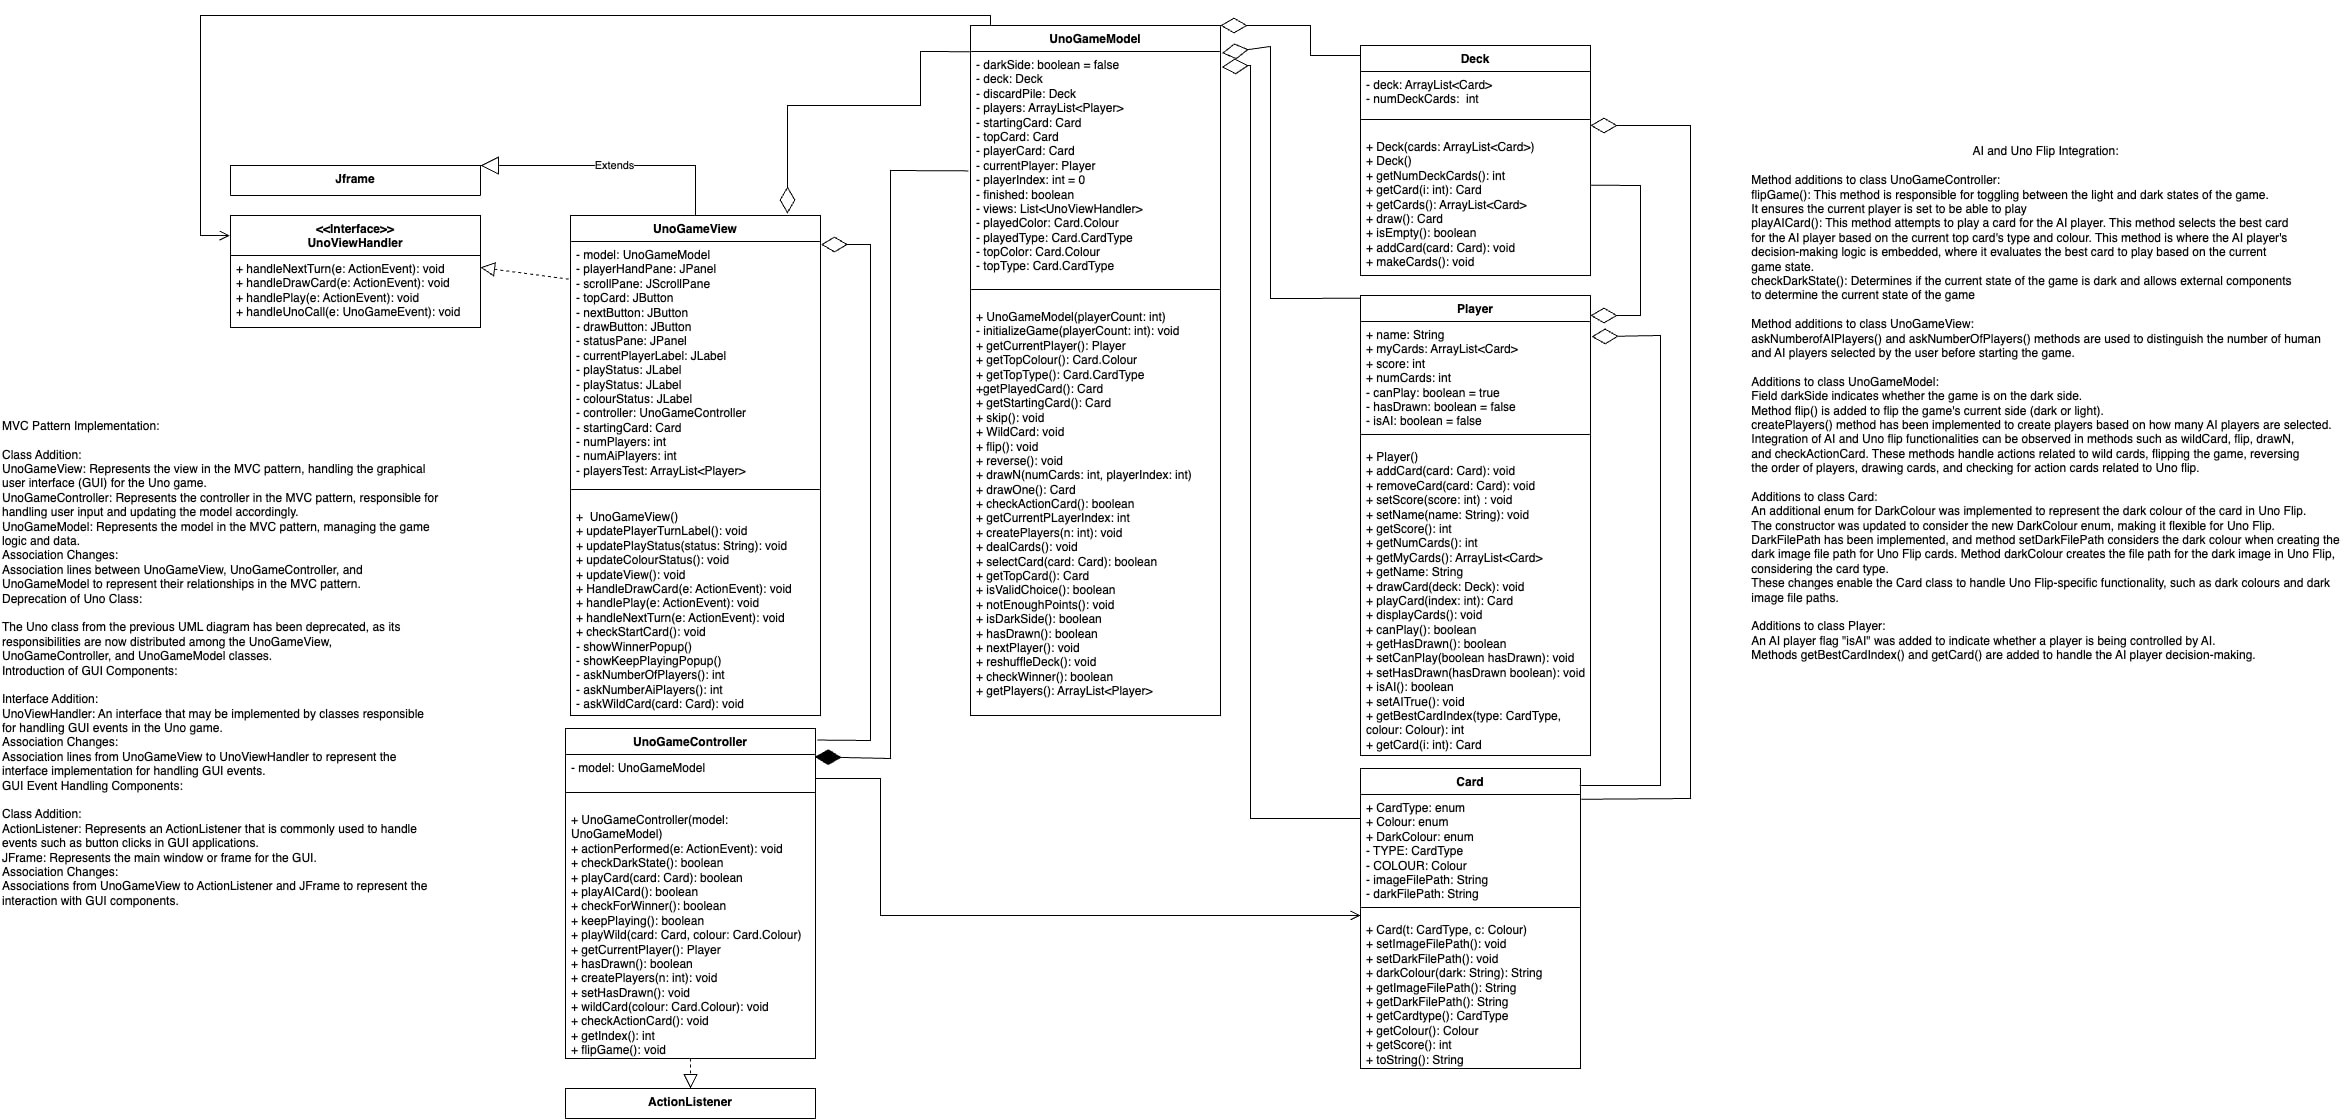 UnoGameModel
- darkSide: boolean = false
- deck: Deck
- discardPile: Deck
- players: ArrayList<Player>
- startingCard: Card
- topCard: Card
- playerCard: Card
- currentPlayer: Player
- playerIndex: int = 0
- finished: boolean
- views: List<UnoViewHandler>
- playedColor: Card.Colour
- playedType: Card.CardType
- topColor: Card.Colour
- topType: Card.CardType
+ UnoGameModel(playerCount: int)
- initializeGame(playerCount: int): void
+ getCurrentPlayer(): Player
+ getTopColour(): Card.Colour
+ getTopType(): Card.CardType
+getPlayedCard(): Card
+ getStartingCard(): Card
+ skip(): void
+ WildCard: void
+ flip(): void
+ reverse(): void
+ drawN(numCards: int, playerIndex: int)
+ drawOne(): Card
+ checkActionCard(): boolean
+ getCurrentPLayerIndex: int
+ createPlayers(n: int): void
+ dealCards(): void
+ selectCard(card: Card): boolean
+ getTopCard(): Card
+ isValidChoice(): boolean
+ notEnoughPoints(): void
+ isDarkSide(): boolean
+ hasDrawn(): boolean
+ nextPlayer(): void
+ reshuffleDeck(): void
+ checkWinner(): boolean
+ getPlayers(): ArrayList<Player>
Deck
- deck: ArrayList<Card>
- numDeckCards: int
+ Deck(cards: ArrayList<Card>)
+ Deck()
+ getNumDeckCards(): int
+ getCard(i: int): Card
+ getCards(): ArrayList<Card>
+ draw(): Card
+ isEmpty(): boolean
+ addCard(card: Card): void
+ makeCards(): void
Extends
Jframe
<<Interface>>
UnoViewHandler
+ handleNextTurn(e: ActionEvent): void
+ handleDrawCard(e: ActionEvent): void
+ handlePlay(e: ActionEvent): void
+ handleUnoCall(e: UnoGameEvent): void
UnoGameView
- model: UnoGameModel
- playerHandPane: JPanel
- scrollPane: JScrollPane
- topCard: JButton
- nextButton: JButton
- drawButton: JButton
- statusPane: JPanel
- currentPlayerLabel: JLabel
- playStatus: JLabel
- playStatus: JLabel
- colourStatus: JLabel
- controller: UnoGameController
- startingCard: Card
- numPlayers: int
- numAiPlayers: int
- playersTest: ArrayList<Player>
+ UnoGameView()
+ updatePlayerTurnLabel(): void
+ updatePlayStatus(status: String): void
+ updateColourStatus(): void
+ updateView(): void
+ HandleDrawCard(e: ActionEvent): void
+ handlePlay(e: ActionEvent): void
+ handleNextTurn(e: ActionEvent): void
+ checkStartCard(): void
- showWinnerPopup()
- showKeepPlayingPopup()
- askNumberOfPlayers(): int
- askNumberAiPlayers(): int
- askWildCard(card: Card): void
Player
+ name: String
+ myCards: ArrayList<Card>
+ score: int
+ numCards: int
- canPlay: boolean = true
- hasDrawn: boolean = false
- isAI: boolean = false
+ Player()
+ addCard(card: Card): void
+ removeCard(card: Card): void
+ setScore(score: int) : void
+ setName(name: String): void
+ getScore(): int
+ getNumCards(): int
+ getMyCards(): ArrayList<Card>
+ getName: String
+ drawCard(deck: Deck): void
+ playCard(index: int): Card
+ displayCards(): void
+ canPlay(): boolean
+ getHasDrawn(): boolean
+ setCanPlay(boolean hasDrawn): void
+ setHasDrawn(hasDrawn boolean): void
+ isAI(): boolean
+ setAITrue(): void
+ getBestCardIndex(type: CardType,
colour: Colour): int
+ getCard(i: int): Card
UnoGameController
- model: UnoGameModel
+ UnoGameController(model:
UnoGameModel)
+ actionPerformed(e: ActionEvent): void
+ checkDarkState(): boolean
+ playCard(card: Card): boolean
+ playAICard(): boolean
+ checkForWinner(): boolean
+ keepPlaying(): boolean
+ playWild(card: Card, colour: Card.Colour)
+ getCurrentPlayer(): Player
+ hasDrawn(): boolean
+ createPlayers(n: int): void
+ setHasDrawn(): void
+ wildCard(colour: Card.Colour): void
+ checkActionCard(): void
+ getIndex(): int
+ flipGame(): void
ActionListener
Card
+ CardType: enum
+ Colour: enum
+ DarkColour: enum
- TYPE: CardType
- COLOUR: Colour
- imageFilePath: String
- darkFilePath: String
+ Card(t: CardType, c: Colour)
+ setImageFilePath(): void
+ setDarkFilePath(): void
+ darkColour(dark: String): String
+ getImageFilePath(): String
+ getDarkFilePath(): String
+ getCardtype(): CardType
+ getColour(): Colour
+ getScore(): int
+ toString(): String
MVC Pattern Implementation:
Class Addition:
UnoGameView: Represents the view in the MVC pattern, handling the graphical
user interface (GUI) for the Uno game.
UnoGameController: Represents the controller in the MVC pattern, responsible for
handling user input and updating the model accordingly.
UnoGameModel: Represents the model in the MVC pattern, managing the game
logic and data.
Association Changes:
Association lines between UnoGameView, UnoGameController, and
UnoGameModel to represent their relationships in the MVC pattern.
Deprecation of Uno Class:
The Uno class from the previous UML diagram has been deprecated, as its
responsibilities are now distributed among the UnoGameView,
UnoGameController, and UnoGameModel classes.
Introduction of GUI Components:
Interface Addition:
UnoViewHandler: An interface that may be implemented by classes responsible
for handling GUI events in the Uno game.
Association Changes:
Association lines from UnoGameView to UnoViewHandler to represent the
interface implementation for handling GUI events.
GUI Event Handling Components:
Class Addition:
ActionListener: Represents an ActionListener that is commonly used to handle
events such as button clicks in GUI applications.
JFrame: Represents the main window or frame for the GUI.
Association Changes:
Associations from UnoGameView to ActionListener and JFrame to represent the
interaction with GUI components.
AI and Uno Flip Integration:
Method additions to class UnoGameController:
flipGame(): This method is responsible for toggling between the light and dark states of the game.
It ensures the current player is set to be able to play
playAICard(): This method attempts to play a card for the AI player. This method selects the best card
for the AI player based on the current top card's type and colour. This method is where the AI player's
decision-making logic is embedded, where it evaluates the best card to play based on the current
game state.
checkDarkState(): Determines if the current state of the game is dark and allows external components
to determine the current state of the game
Method additions to class UnoGameView:
askNumberofAIPlayers() and askNumberOfPlayers() methods are used to distinguish the number of human
and AI players selected by the user before starting the game.
Additions to class UnoGameModel:
Field darkSide indicates whether the game is on the dark side.
Method flip() is added to flip the game's current side (dark or light).
createPlayers() method has been implemented to create players based on how many AI players are selected.
Integration of AI and Uno flip functionalities can be observed in methods such as wildCard, flip, drawN,
and checkActionCard. These methods handle actions related to wild cards, flipping the game, reversing
the order of players, drawing cards, and checking for action cards related to Uno flip.
Additions to class Card:
An additional enum for DarkColour was implemented to represent the dark colour of the card in Uno Flip.
The constructor was updated to consider the new DarkColour enum, making it flexible for Uno Flip.
DarkFilePath has been implemented, and method setDarkFilePath considers the dark colour when creating the
dark image file path for Uno Flip cards. Method darkColour creates the file path for the dark image in Uno Flip,
considering the card type.
These changes enable the Card class to handle Uno Flip-specific functionality, such as dark colours and dark
image file paths.
Additions to class Player:
An AI player flag "isAI" was added to indicate whether a player is being controlled by AI.
Methods getBestCardIndex() and getCard() are added to handle the AI player decision-making.